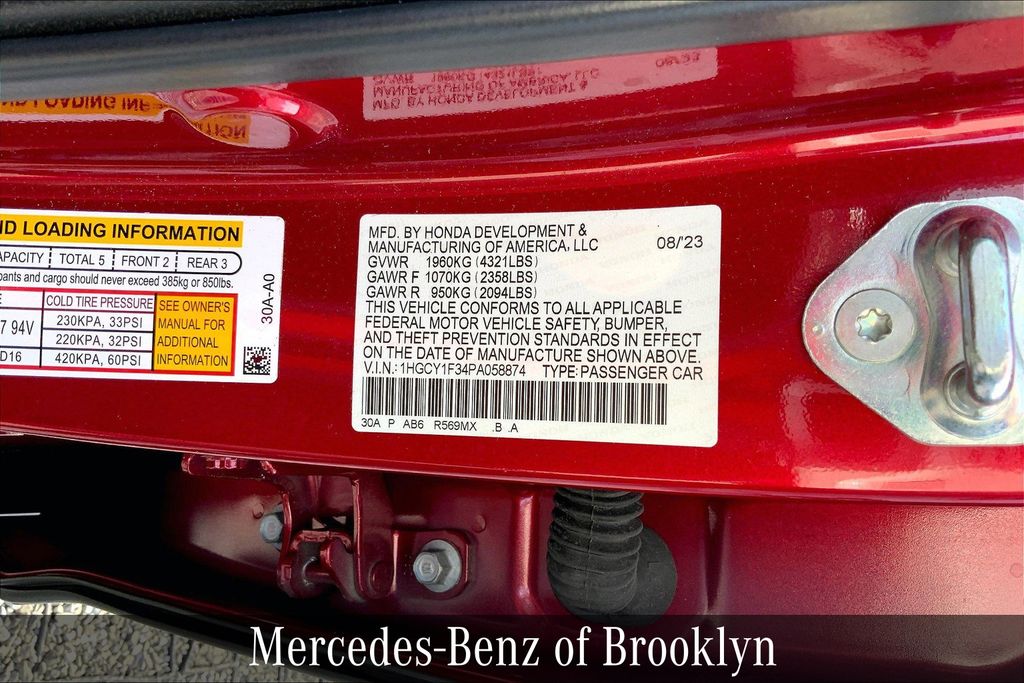 ND LOADING INFORMATION
APACITY TOTAL 5 FRONT 2 REAR 3
pants and cargo should never exceed 385kg or 850lbs.
E COLD TIRE PRESSURE SEE OWNER'S
7 94V 230KPA, 33PSI MANUAL FOR
220KPA, 32PSI ADDITIONAL
D16 420KPA, 60PSI INFORMATION
30A-A0
MFD. BY HONDA DEVELOPMENT &
MANUFACTURING OF AMERICA, LLC 08/'23
GVWR 1960KG (4321LBS)
GAWR F 1070KG (2358LBS)
GAWR R 950KG (2094LBS)
THIS VEHICLE CONFORMS TO ALL APPLICABLE
FEDERAL MOTOR VEHICLE SAFETY, BUMPER,
AND THEFT PREVENTION STANDARDS IN EFFECT
ON THE DATE OF MANUFACTURE SHOWN ABOVE.
V.I.N.: 1HGCY1F34PA058874 TYPE: PASSENGER CAR
30A P AB6 R569MX .B .A
Mercedes-Benz of Brooklyn